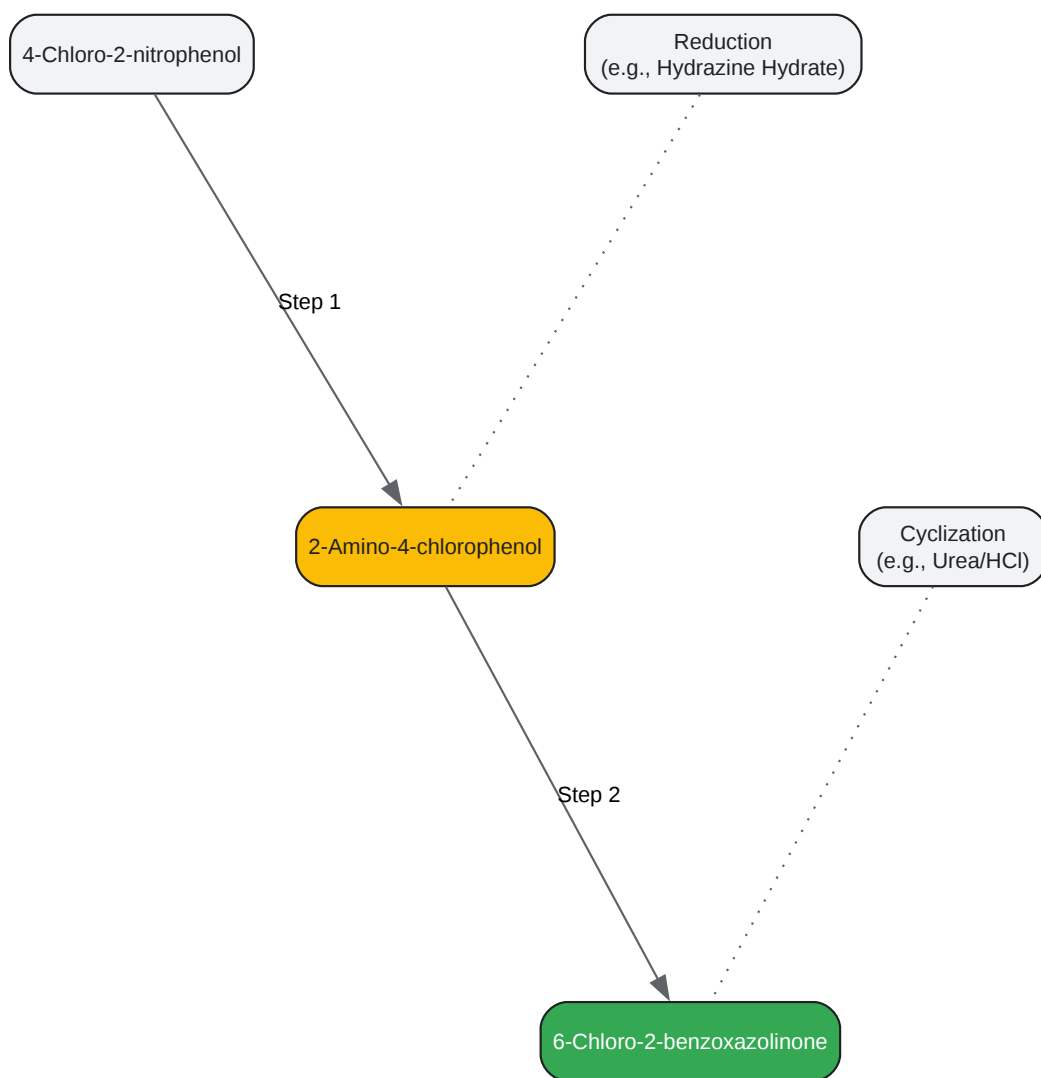 4-Chloro-2-nitrophenol
Reduction
(e.g., Hydrazine Hydrate)
Step 1
2-Amino-4-chlorophenol
Cyclization
(e.g., Urea/HCl)
Step 2
6-Chloro-2-benzoxazolinone